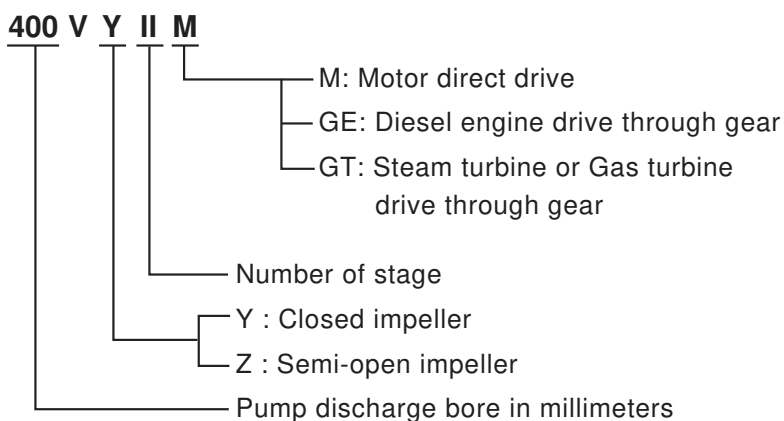 400 V Y II M
M: Motor direct drive
GE: Diesel engine drive through gear
GT: Steam turbine or Gas turbine
drive through gear
Number of stage
Y : Closed impeller
Z : Semi-open impeller
Pump discharge bore in millimeters